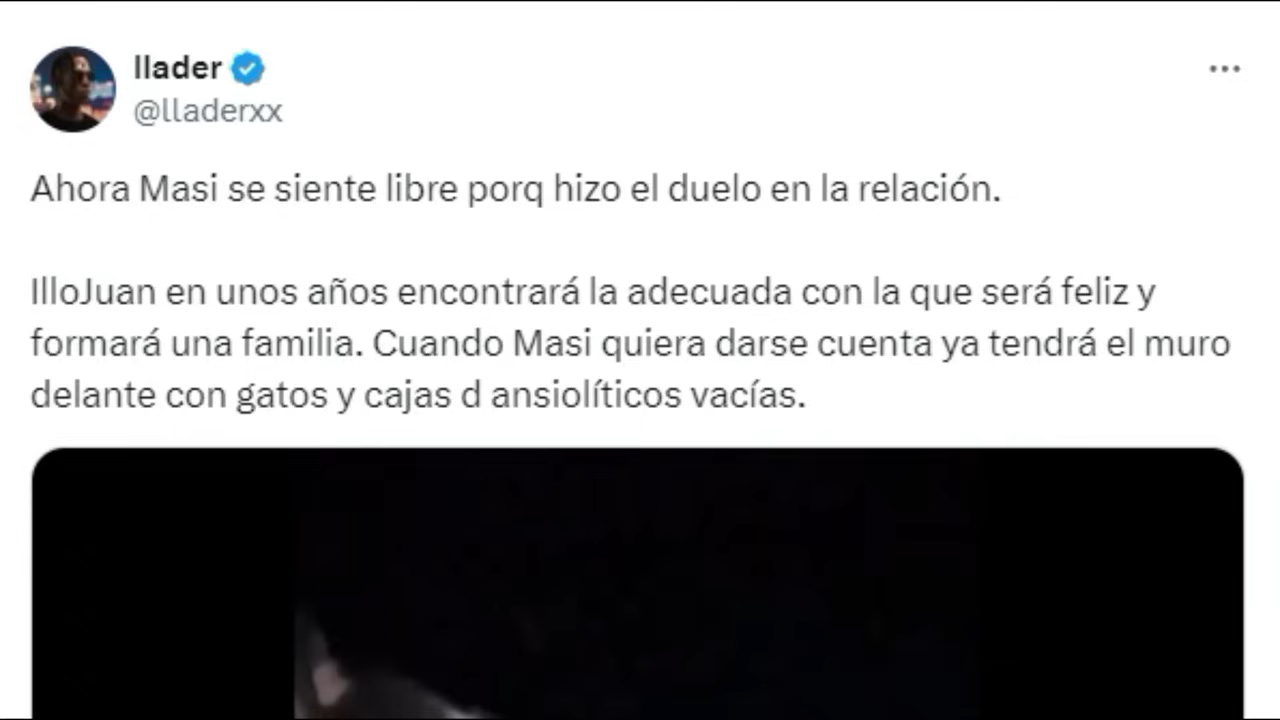 llader
@lladerxx
Ahora Masi se siente libre porq hizo el duelo en la relación.
IlloJuan en unos años encontrará la adecuada con la que será feliz y
formará una familia. Cuando Masi quiera darse cuenta ya tendrá el muro
delante con gatos y cajas d ansiolíticos vacías.